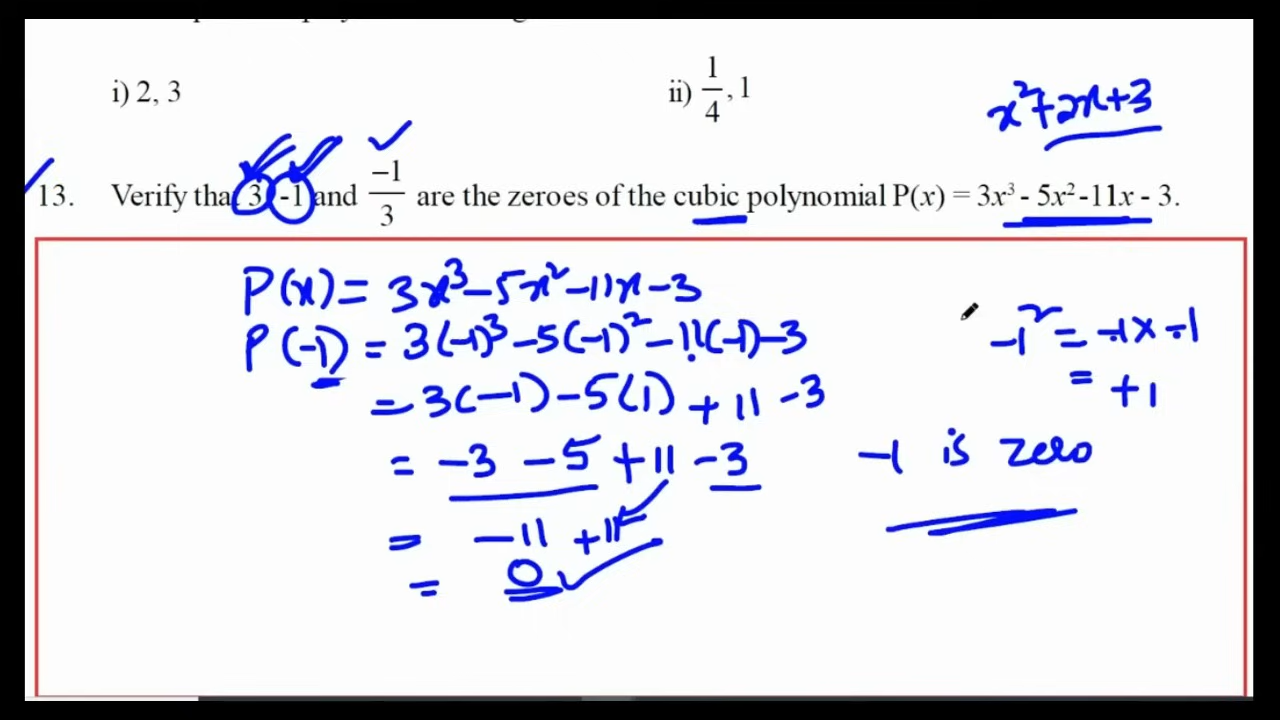 i) 2, 3
ii) 1/4, 1
x²+2x+3
13. Verify that 3, -1 and -1/3 are the zeroes of the cubic polynomial P(x) = 3x³ - 5x² -11x - 3.
P(x) = 3x³-5x²-11x-3
P(-1) = 3(-1)³-5(-1)²-11(-1)-3
-1² = -1x-1
= 3(-1)-5(1)+11-3
= +1
= -3 -5 +11 -3
-1 is zero
= -11 +11
= 0